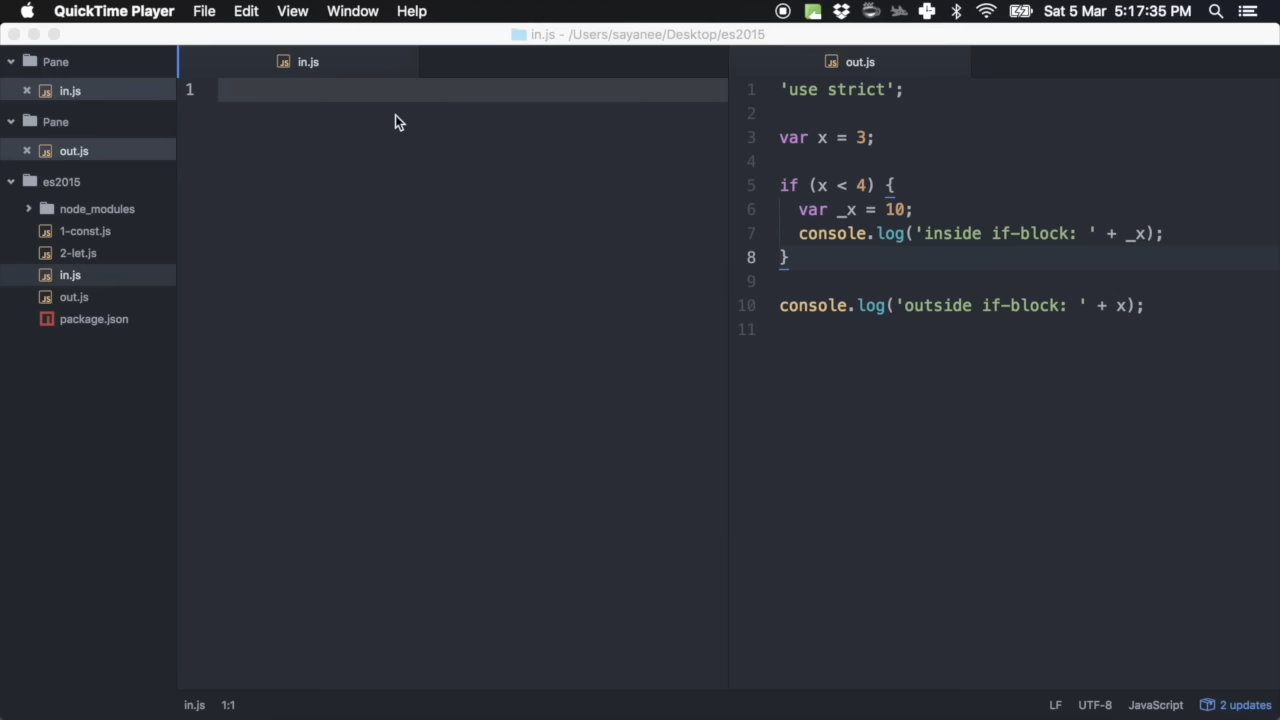 QuickTime Player File Edit View Window Help Sat 5 Mar 5:17:35 PM
in.js - /Users/sayanee/Desktop/es2015
Pane
in.js
Pane
out.js
es2015
node_modules
1-const.js
2-let.js
in.js
out.js
package.json
in.js
1
out.js
1 'use strict';
2
3 var x = 3;
4
5 if (x < 4) {
6 var _x = 10;
7 console.log('inside if-block: ' + _x);
8 }
9
10 console.log('outside if-block: ' + x);
11
in.js 1:1 LF UTF-8 JavaScript 2 updates